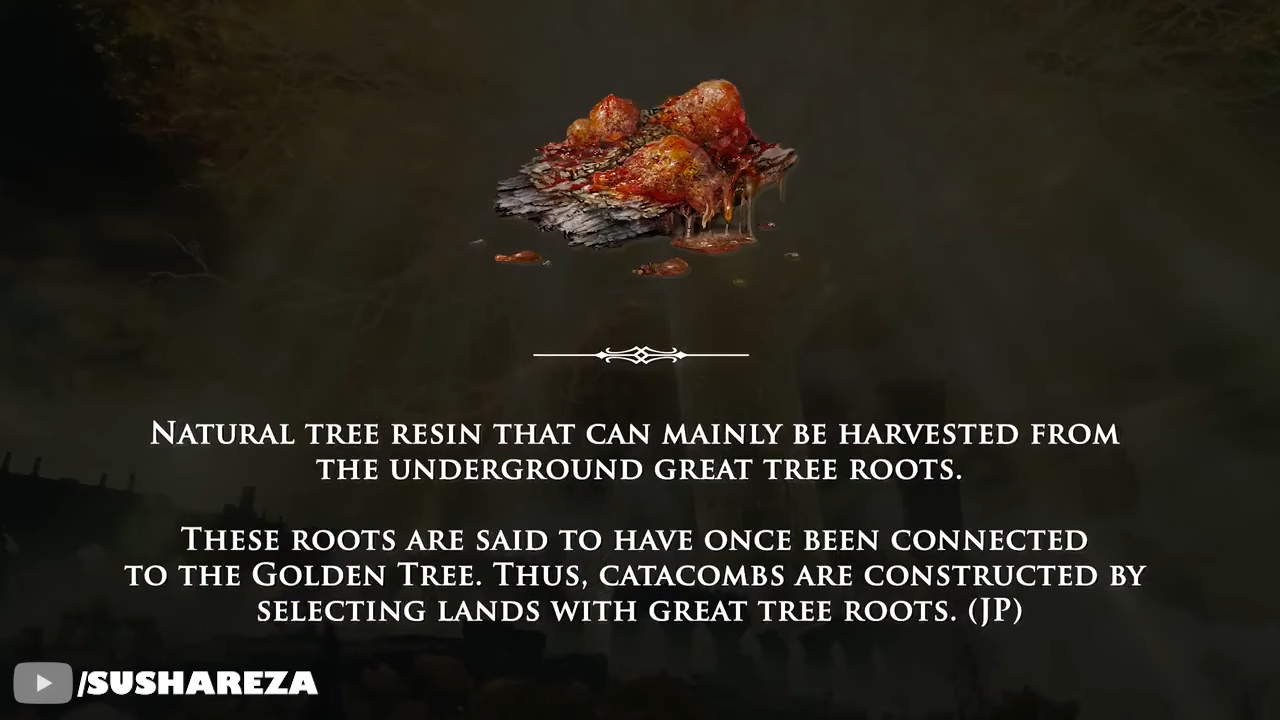 Natural tree resin that can mainly be harvested from
the underground great tree roots.
These roots are said to have once been connected
to the Golden Tree. Thus, catacombs are constructed by
selecting lands with great tree roots. (JP)
/SUSHAREZA